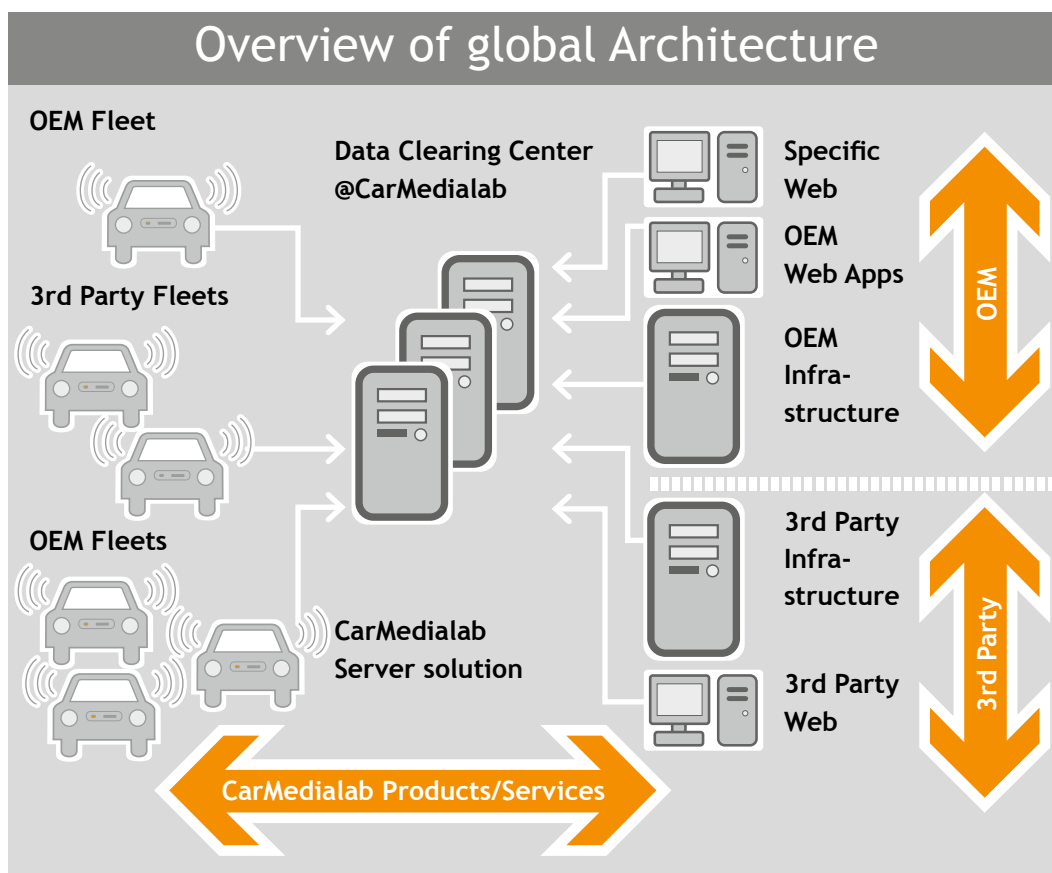 Overview of global Architecture
OEM Fleet
Data Clearing Center
@CarMedialab
Specific
Web
OEM
Web Apps
3rd Party Fleets
OEM
Infra-
structure
OEM
OEM Fleets
3rd Party
Infra-
structure
CarMedialab
Server solution
3rd Party
Web
3rd Party
CarMedialab Products/Services